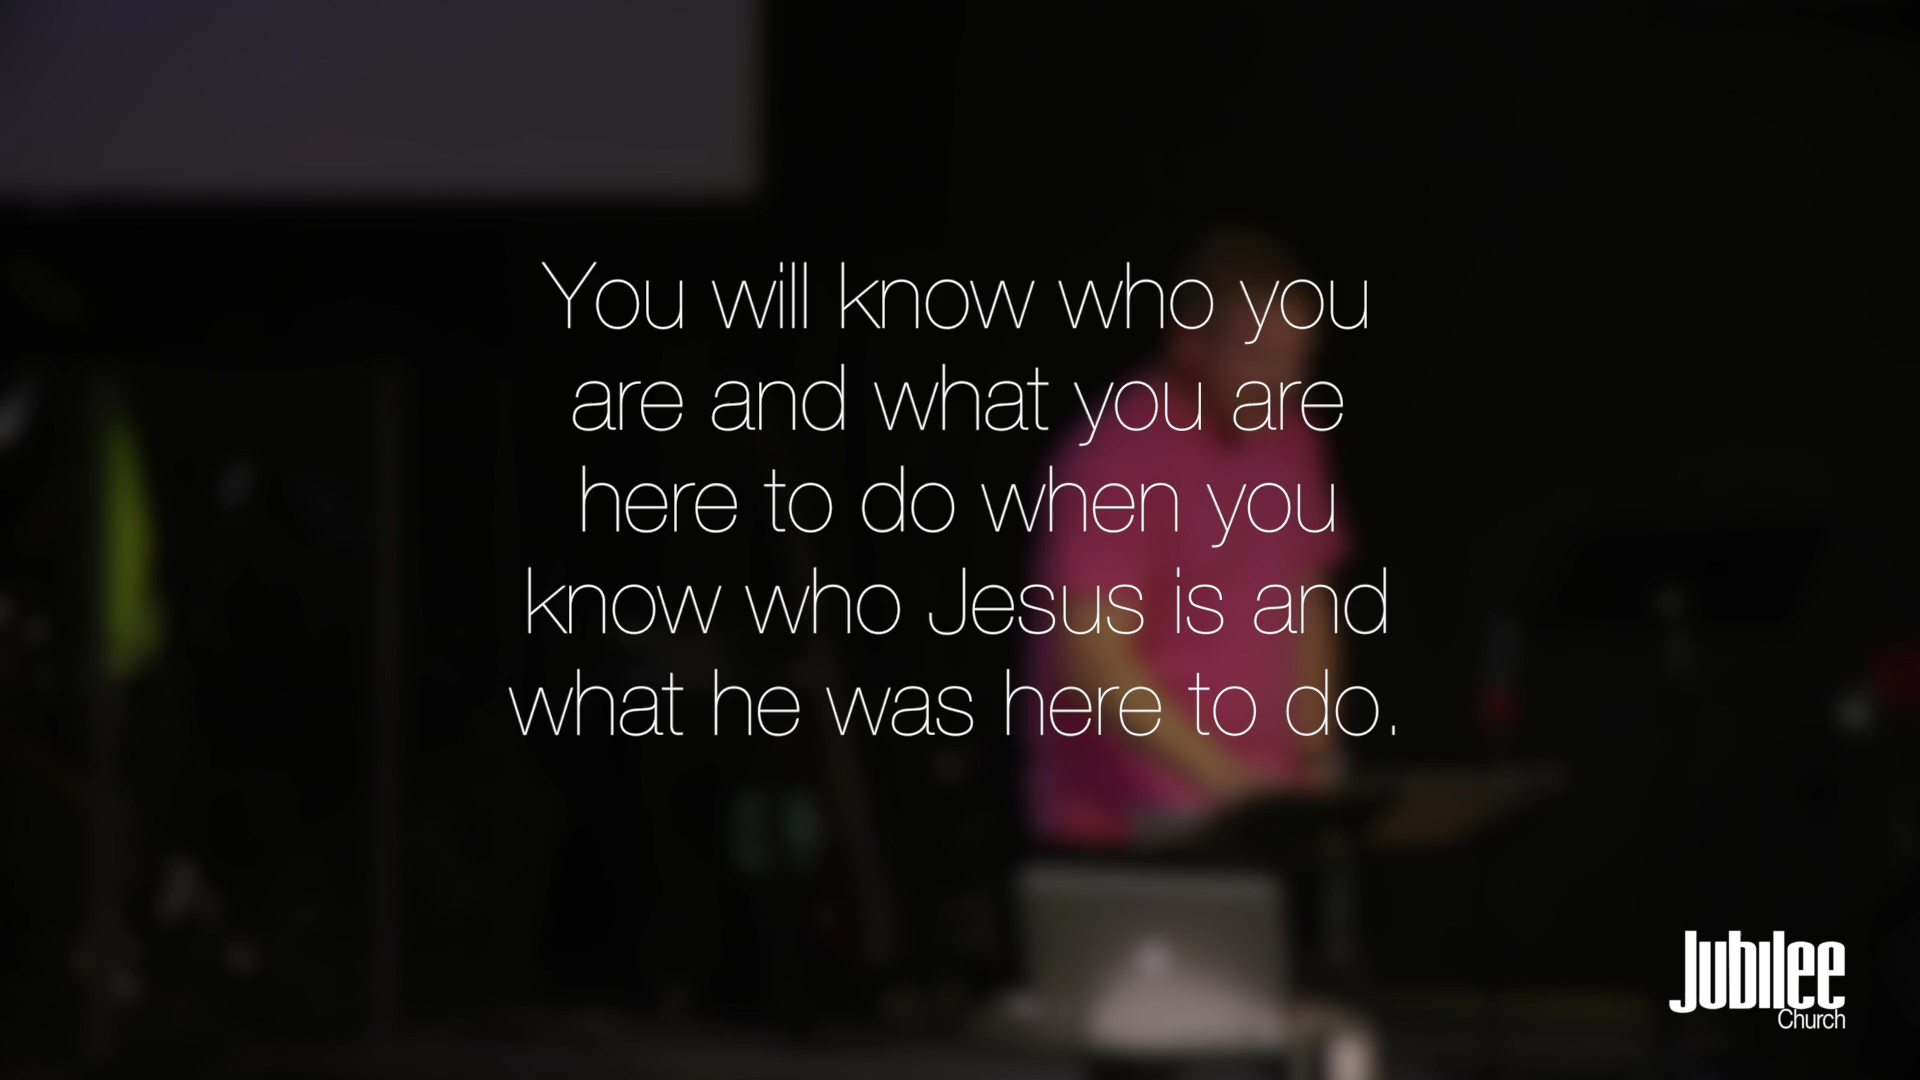 You will know who you
are and what you are
here to do when you
know who Jesus is and
what he was here to do.
Jubilee
Church